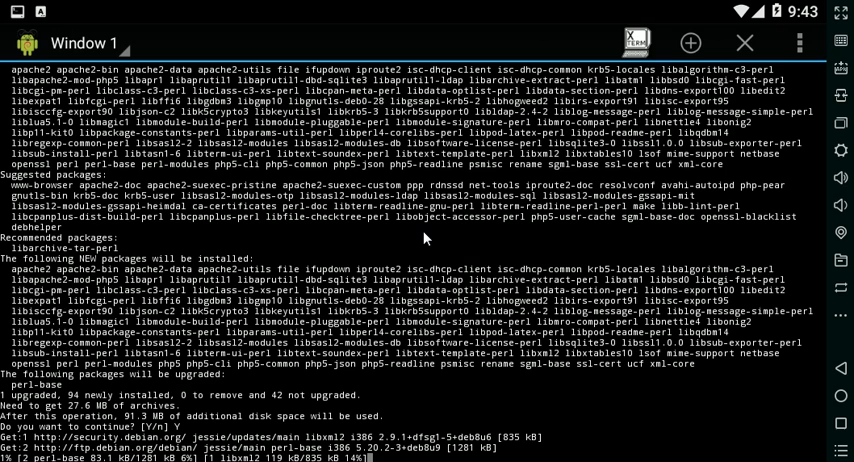 9:43
Window 1
X TERM
apache2 apache2-bin apache2-data apache2-utils file ifupdown iproute2 isc-dhcp-client isc-dhcp-common krb5-locales libalgorithm-c3-perl
libapache2-mod-php5 libapr1 libaprutil1 libaprutil1-dbd-sqlite3 libaprutil1-ldap libarchive-extract-perl libatm1 libbsd0 libcgi-fast-perl
libcgi-pm-perl libclass-c3-perl libclass-c3-xs-perl libcpan-meta-perl libdata-optlist-perl libdata-section-perl libdns-export100 libedit2
libexpat1 libfcgi-perl libffi6 libgdbm3 libgmp10 libgnutls-deb0-28 libgssapi-krb5-2 libhogweed2 libirs-export91 libisc-export95
libisccfg-export90 libjson-c2 libk5crypto3 libkeyutils1 libkrb5-3 libkrb5support0 libldap-2.4-2 liblog-message-perl liblog-message-simple-perl
liblua5.1-0 libmagic1 libmodule-build-perl libmodule-pluggable-perl libmodule-signature-perl libmro-compat-perl libnettle4 libonig2
libp11-kit0 libpackage-constants-perl libparams-util-perl libperl4-corelibs-perl libpod-latex-perl libpod-readme-perl libqdbm14
libregexp-common-perl libsasl2-2 libsasl2-modules libsasl2-modules-db libsoftware-license-perl libsqlite3-0 libssl1.0.0 libsub-exporter-perl
libsub-install-perl libtasn1-6 libterm-ui-perl libtext-soundex-perl libtext-template-perl libxml2 libxtables10 lsof mime-support netbase
openssl perl perl-base perl-modules php5-cli php5-common php5-json php5-readline psmisc rename sgml-base ssl-cert ucf xml-core
Suggested packages:
www-browser apache2-doc apache2-suexec-pristine apache2-suexec-custom ppp rdnssd net-tools iproute2-doc resolvconf avahi-autoipd php-pear
gnutls-bin krb5-doc krb5-user libsasl2-modules-otp libsasl2-modules-ldap libsasl2-modules-sql libsasl2-modules-gssapi-mit
libsasl2-modules-gssapi-heimdal ca-certificates perl-doc libterm-readline-gnu-perl libterm-readline-perl-perl make libb-lint-perl
libcpanplus-dist-build-perl libcpanplus-perl libfile-checktree-perl libobject-accessor-perl php5-user-cache sgml-base-doc openssl-blacklist
debhelper
Recommended packages:
libarchive-tar-perl
The following NEW packages will be installed:
apache2 apache2-bin apache2-data apache2-utils file ifupdown iproute2 isc-dhcp-client isc-dhcp-common krb5-locales libalgorithm-c3-perl
libapache2-mod-php5 libapr1 libaprutil1 libaprutil1-dbd-sqlite3 libaprutil1-ldap libarchive-extract-perl libatm1 libbsd0 libcgi-fast-perl
libcgi-pm-perl libclass-c3-perl libclass-c3-xs-perl libcpan-meta-perl libdata-optlist-perl libdata-section-perl libdns-export100 libedit2
libexpat1 libfcgi-perl libffi6 libgdbm3 libgmp10 libgnutls-deb0-28 libgssapi-krb5-2 libhogweed2 libirs-export91 libisc-export95
libisccfg-export90 libjson-c2 libk5crypto3 libkeyutils1 libkrb5-3 libkrb5support0 libldap-2.4-2 liblog-message-perl liblog-message-simple-perl
liblua5.1-0 libmagic1 libmodule-build-perl libmodule-pluggable-perl libmodule-signature-perl libmro-compat-perl libnettle4 libonig2
libp11-kit0 libpackage-constants-perl libparams-util-perl libperl4-corelibs-perl libpod-latex-perl libpod-readme-perl libqdbm14
libregexp-common-perl libsasl2-2 libsasl2-modules libsasl2-modules-db libsoftware-license-perl libsqlite3-0 libssl1.0.0 libsub-exporter-perl
libsub-install-perl libtasn1-6 libterm-ui-perl libtext-soundex-perl libtext-template-perl libxml2 libxtables10 lsof mime-support netbase
openssl perl perl-modules php5 php5-cli php5-common php5-json php5-readline psmisc rename sgml-base ssl-cert ucf xml-core
The following packages will be upgraded:
perl-base
1 upgraded, 94 newly installed, 0 to remove and 42 not upgraded.
Need to get 27.6 MB of archives.
After this operation, 91.3 MB of additional disk space will be used.
Do you want to continue? [Y/n] Y
Get:1 http://security.debian.org/ jessie/updates/main libxml2 i386 2.9.1+dfsg1-5+deb8u6 [835 kB]
Get:2 http://ftp.debian.org/debian/ jessie/main perl-base i386 5.20.2-3+deb8u9 [1281 kB]
1% [2 perl-base 83.1 kB/1281 kB 6%] [1 libxml2 119 kB/835 kB 14%]